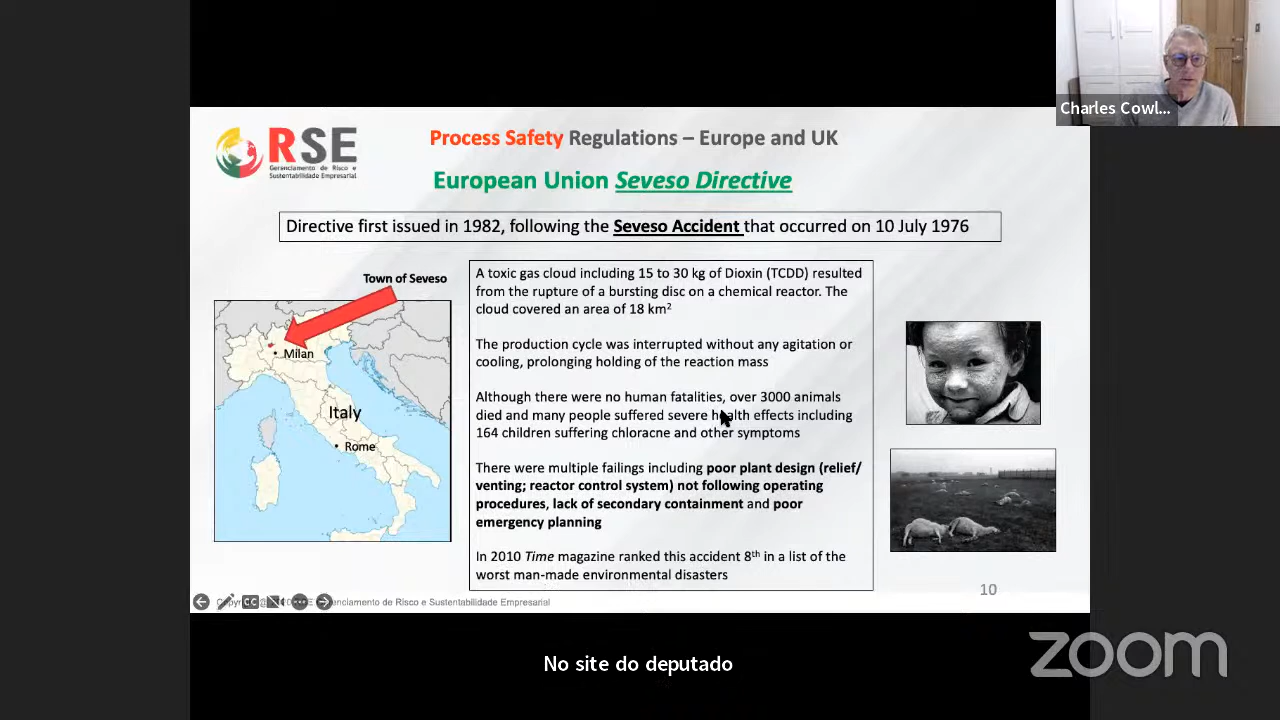 Charles Cowl...
RSE
Gerenciamento de Risco e
Sustentabilidade Empresarial
Process Safety Regulations – Europe and UK
European Union Seveso Directive
Directive first issued in 1982, following the Seveso Accident that occurred on 10 July 1976
Town of Seveso
Milan
Italy
Rome
A toxic gas cloud including 15 to 30 kg of Dioxin (TCDD) resulted
from the rupture of a bursting disc on a chemical reactor. The
cloud covered an area of 18 km²
The production cycle was interrupted without any agitation or
cooling, prolonging holding of the reaction mass
Although there were no human fatalities, over 3000 animals
died and many people suffered severe health effects including
164 children suffering chloracne and other symptoms
There were multiple failings including poor plant design (relief/
venting; reactor control system) not following operating
procedures, lack of secondary containment and poor
emergency planning
In 2010 Time magazine ranked this accident 8th in a list of the
worst man-made environmental disasters
CC
de Risco e Sustentabilidade Empresarial
10
zoom
No site do deputado